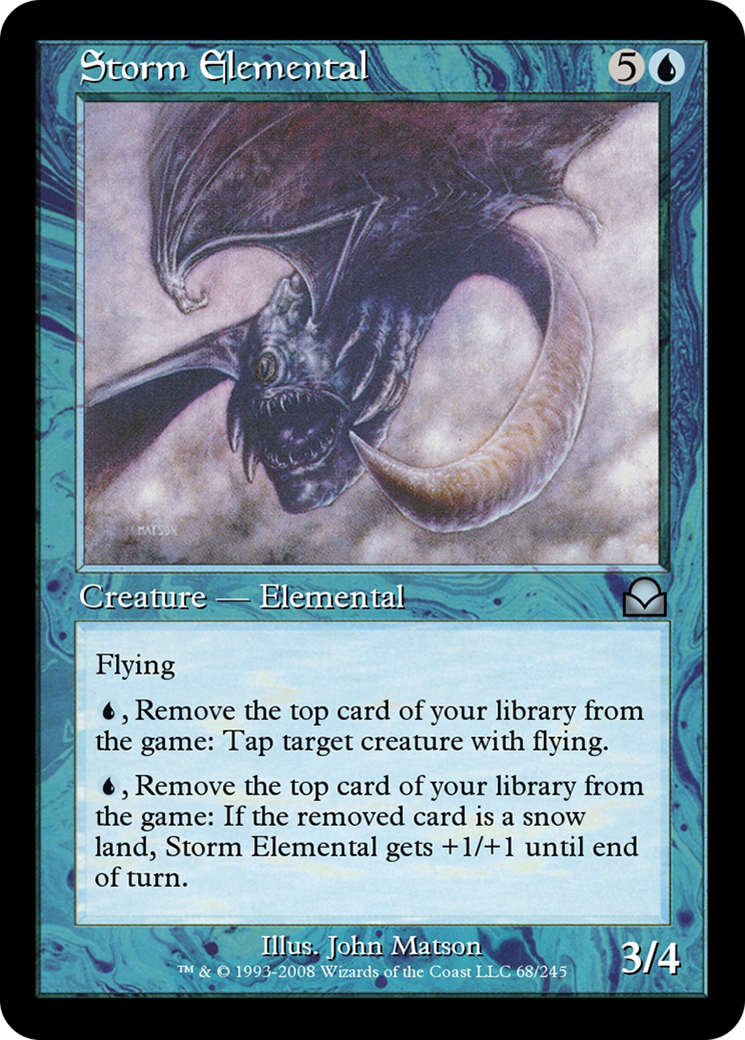 Storm Elemental 5
MATSON
Creature — Elemental
Flying
, Remove the top card of your library from
the game: Tap target creature with flying.
, Remove the top card of your library from
the game: If the removed card is a snow
land, Storm Elemental gets +1/+1 until end
of turn.
Illus. John Matson
™ & © 1993-2008 Wizards of the Coast LLC 68/245
3/4